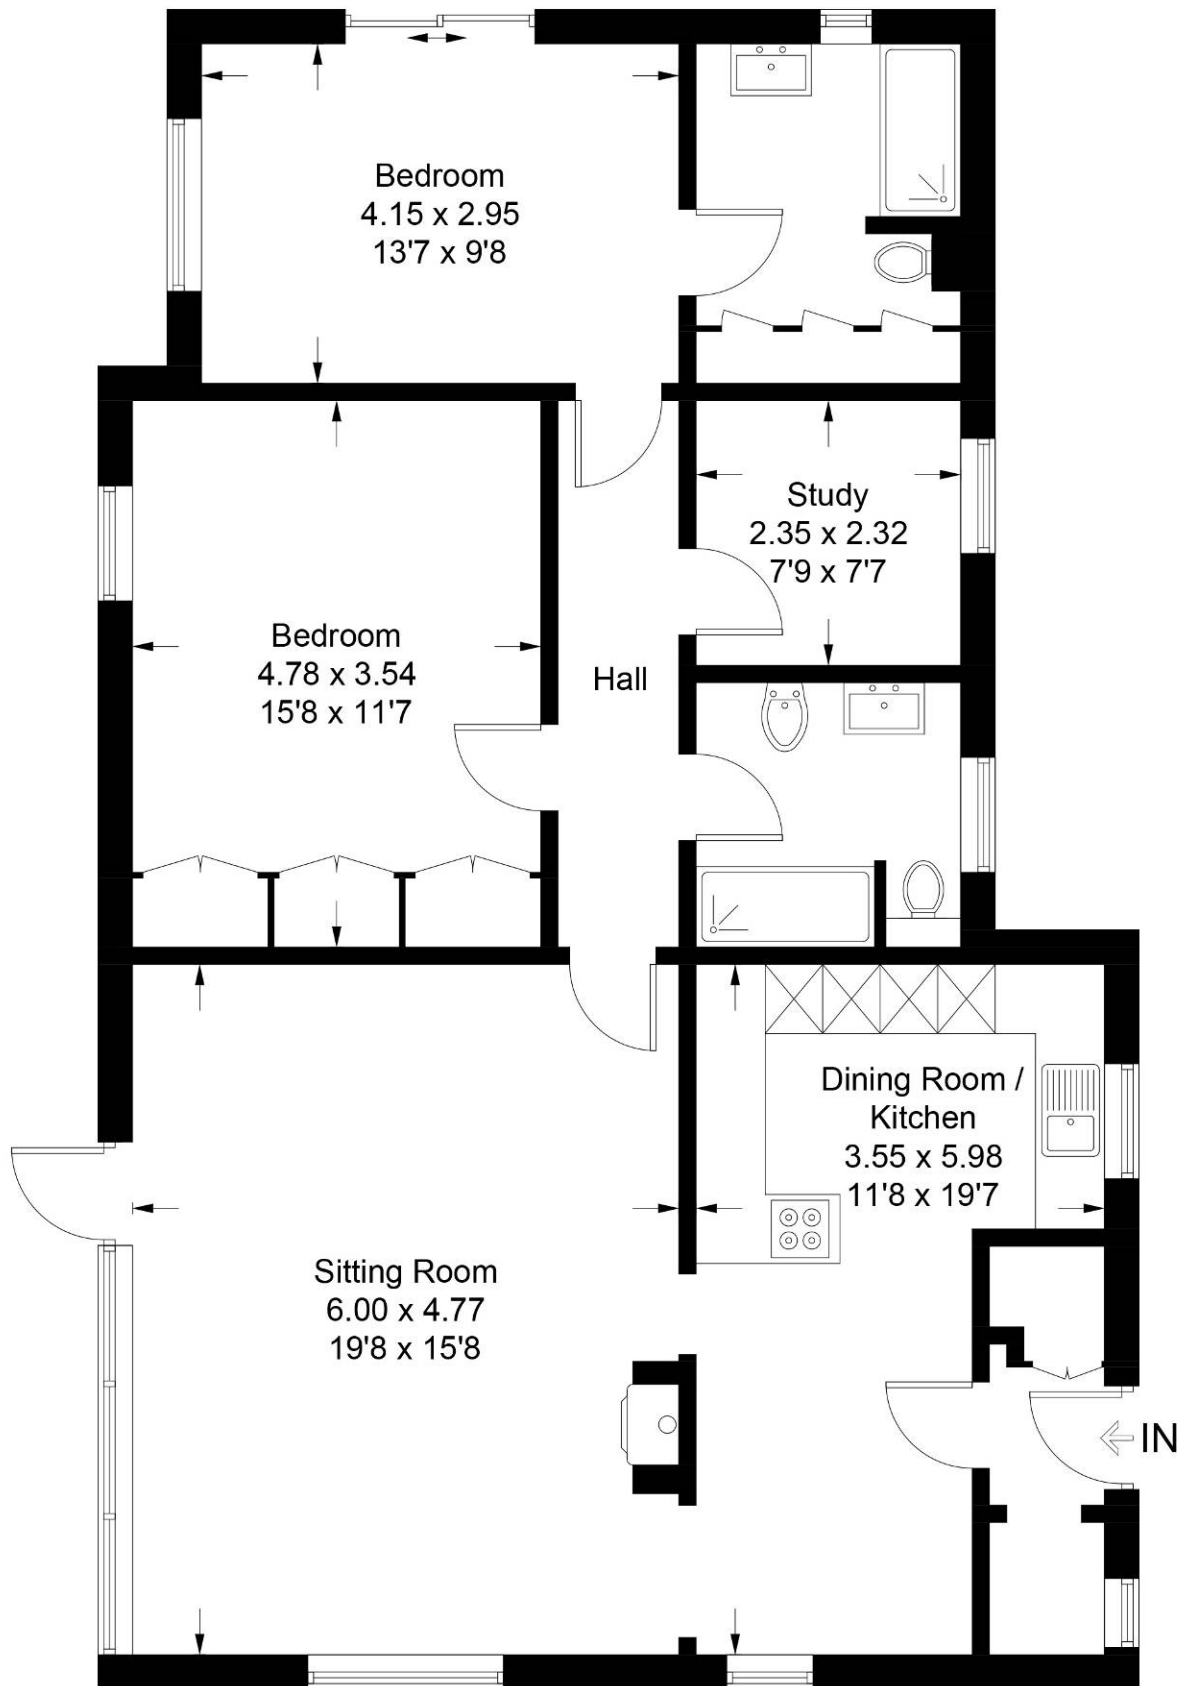 Bedroom
4.15 x 2.95
13'7 x 9'8
Study
2.35 x 2.32
7'9 x 7'7
Bedroom
4.78 x 3.54
15'8 x 11'7
Hall
Dining Room /
Kitchen
3.55 x 5.98
11'8 x 19'7
Sitting Room
6.00 x 4.77
19'8 x 15'8
IN